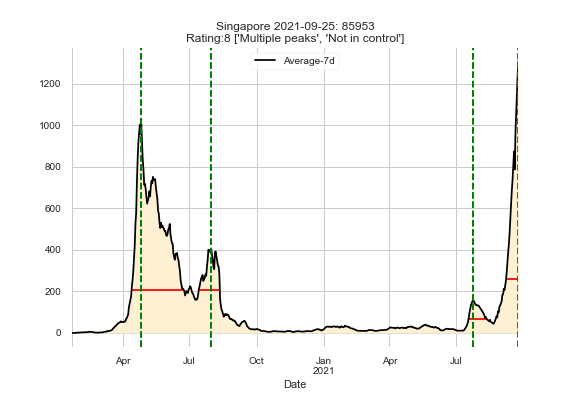 Singapore 2021-09-25: 85953
Rating:8 ['Multiple peaks', 'Not in control']
Average-7d
1200
1000
800
600
400
200
0
Apr
Jul
Oct
Jan
2021
Apr
Jul
Date